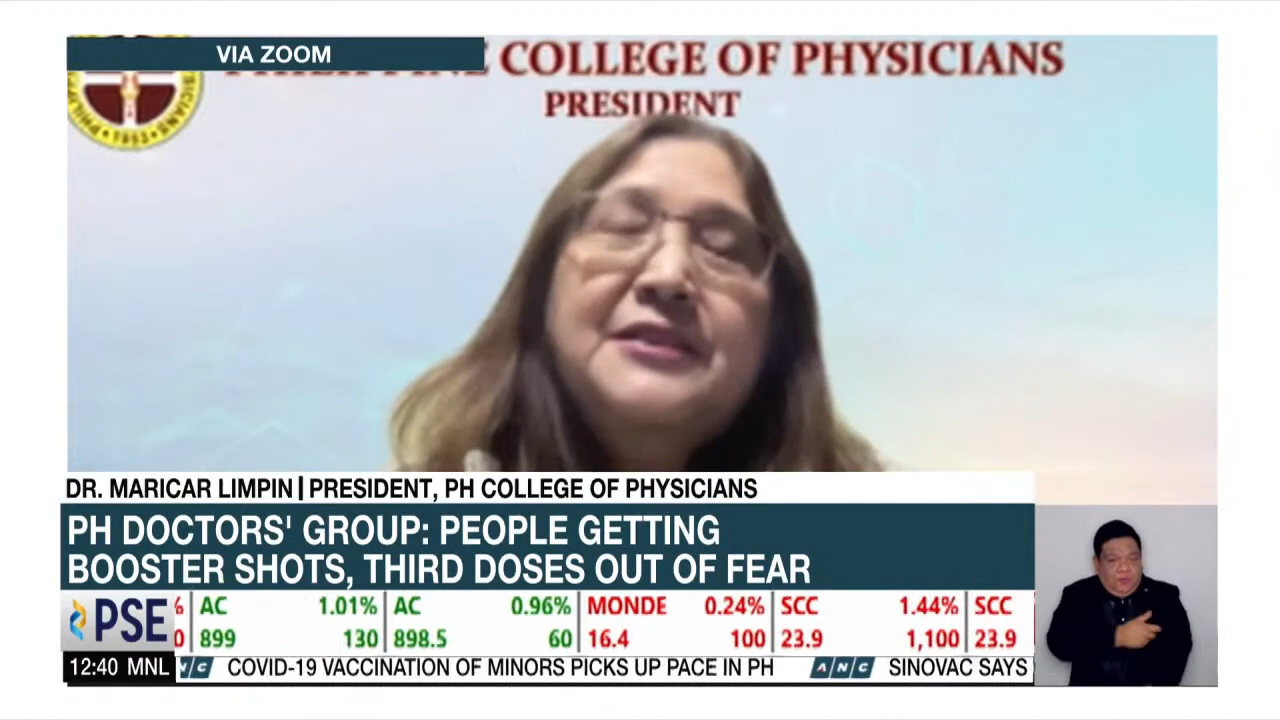 VIA ZOOM
COLLEGE OF PHYSICIANS
PRESIDENT
1953
DR. MARICAR LIMPIN | PRESIDENT, PH COLLEGE OF PHYSICIANS
PH DOCTORS' GROUP: PEOPLE GETTING
BOOSTER SHOTS, THIRD DOSES OUT OF FEAR
PSE
% AC 1.01% AC 0.96% MONDE 0.24% SCC 1.44% SCC
0 899 130 898.5 60 16.4 100 23.9 1,100 23.9
12:40 MNL NC COVID-19 VACCINATION OF MINORS PICKS UP PACE IN PH ANC SINOVAC SAYS